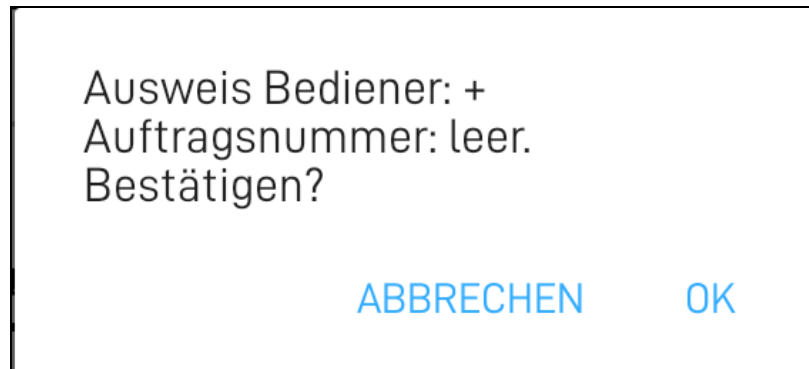 Ausweis Bediener: +
Auftragsnummer: leer.
Bestätigen?
ABBRECHEN OK